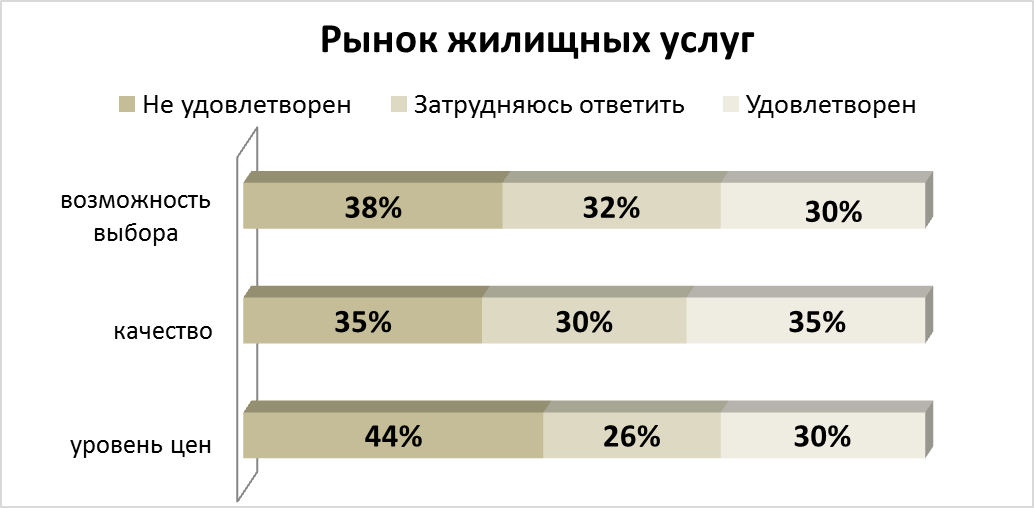 Рынок жилищных услуг
Не удовлетворен Затрудняюсь ответить Удовлетворен
возможность
выбора
38% 32% 30%
качество
35% 30% 35%
уровень цен
44% 26% 30%